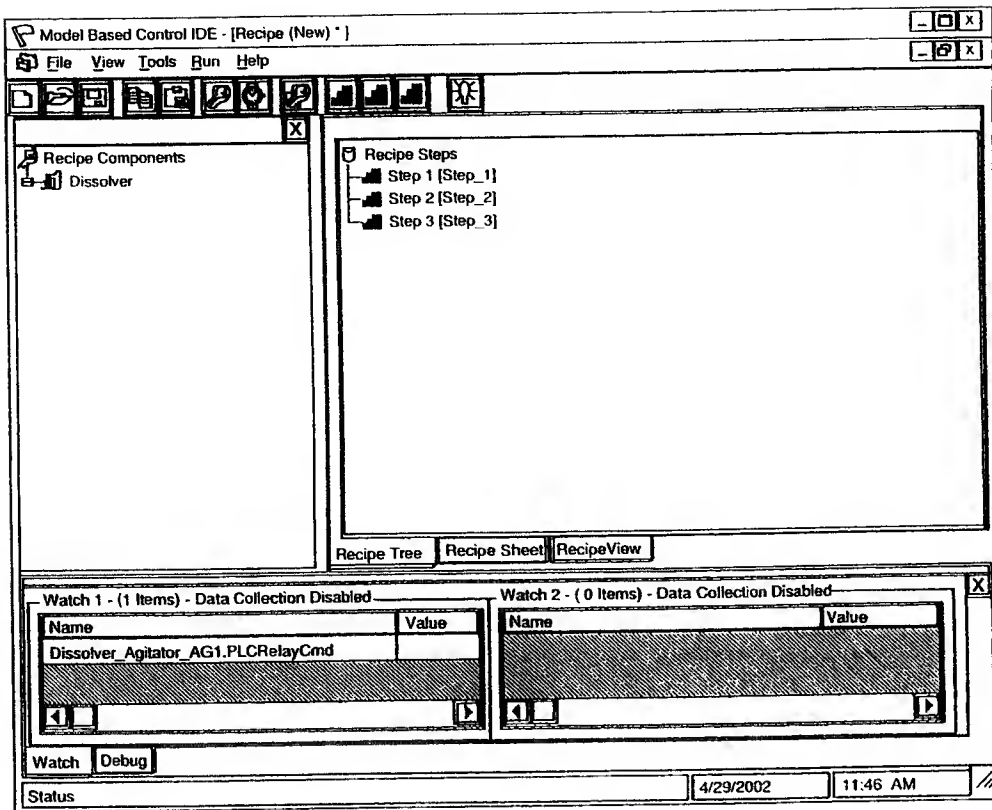 Model Based Control IDE - [Recipe (New) * ]
File View Tools Run Help
Recipe Components
Dissolver
Recipe Steps
Step 1 [Step_1]
Step 2 [Step_2]
Step 3 [Step_3]
Recipe Tree Recipe Sheet RecipeView
Watch 1 - (1 Items) - Data Collection Disabled
Name Value
Dissolver_Agitator_AG1.PLCRelayCmd
Watch 2 - ( 0 Items) - Data Collection Disabled
Name Value
Watch Debug
Status 4/29/2002 11:46 AM